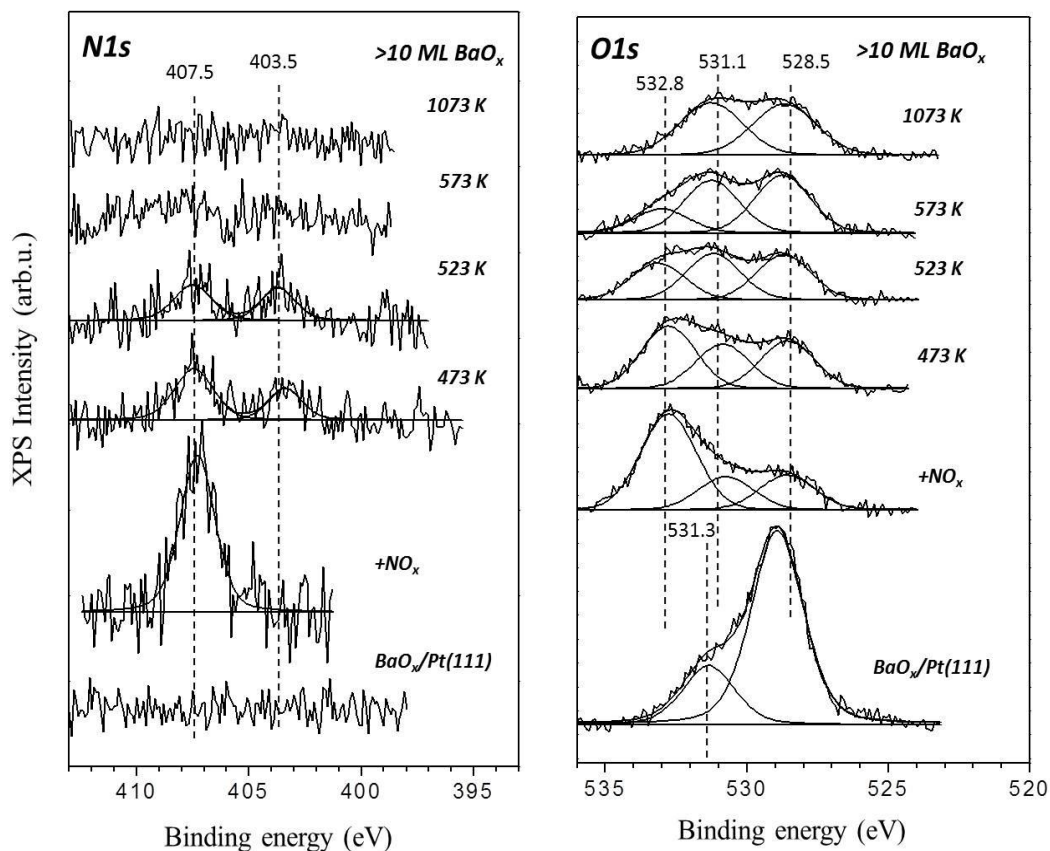 N1s
>10 ML BaOx
407.5
403.5
1073 K
573 K
523 K
473 K
+NOx
BaOx/Pt(111)
410
405
400
395
Binding energy (eV)
XPS Intensity (arb.u.)
O1s
>10 ML BaOx
532.8
531.1
528.5
1073 K
573 K
523 K
473 K
+NOx
531.3
BaOx/Pt(111)
535
530
525
520
Binding energy (eV)